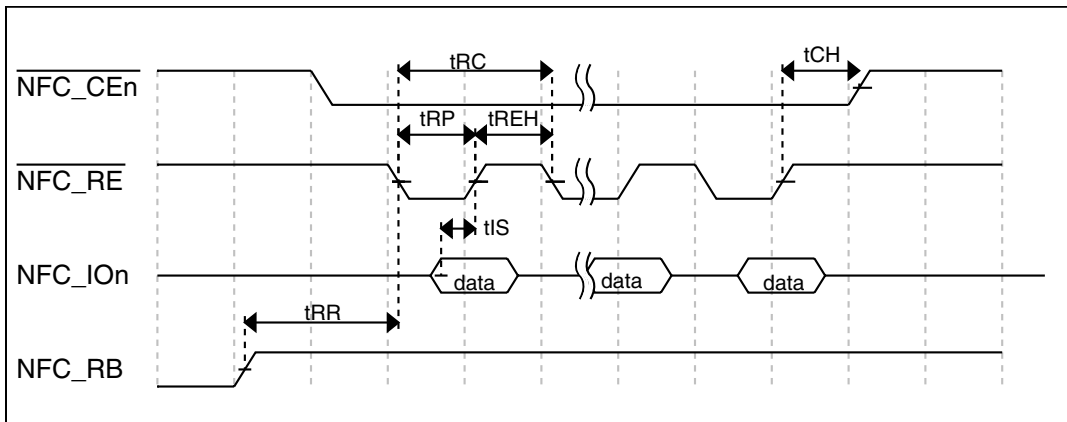 tRC
tCH
NFC_CEn
tRP
tREH
NFC_RE
tIS
NFC_IOn
data
data
data
tRR
NFC_RB